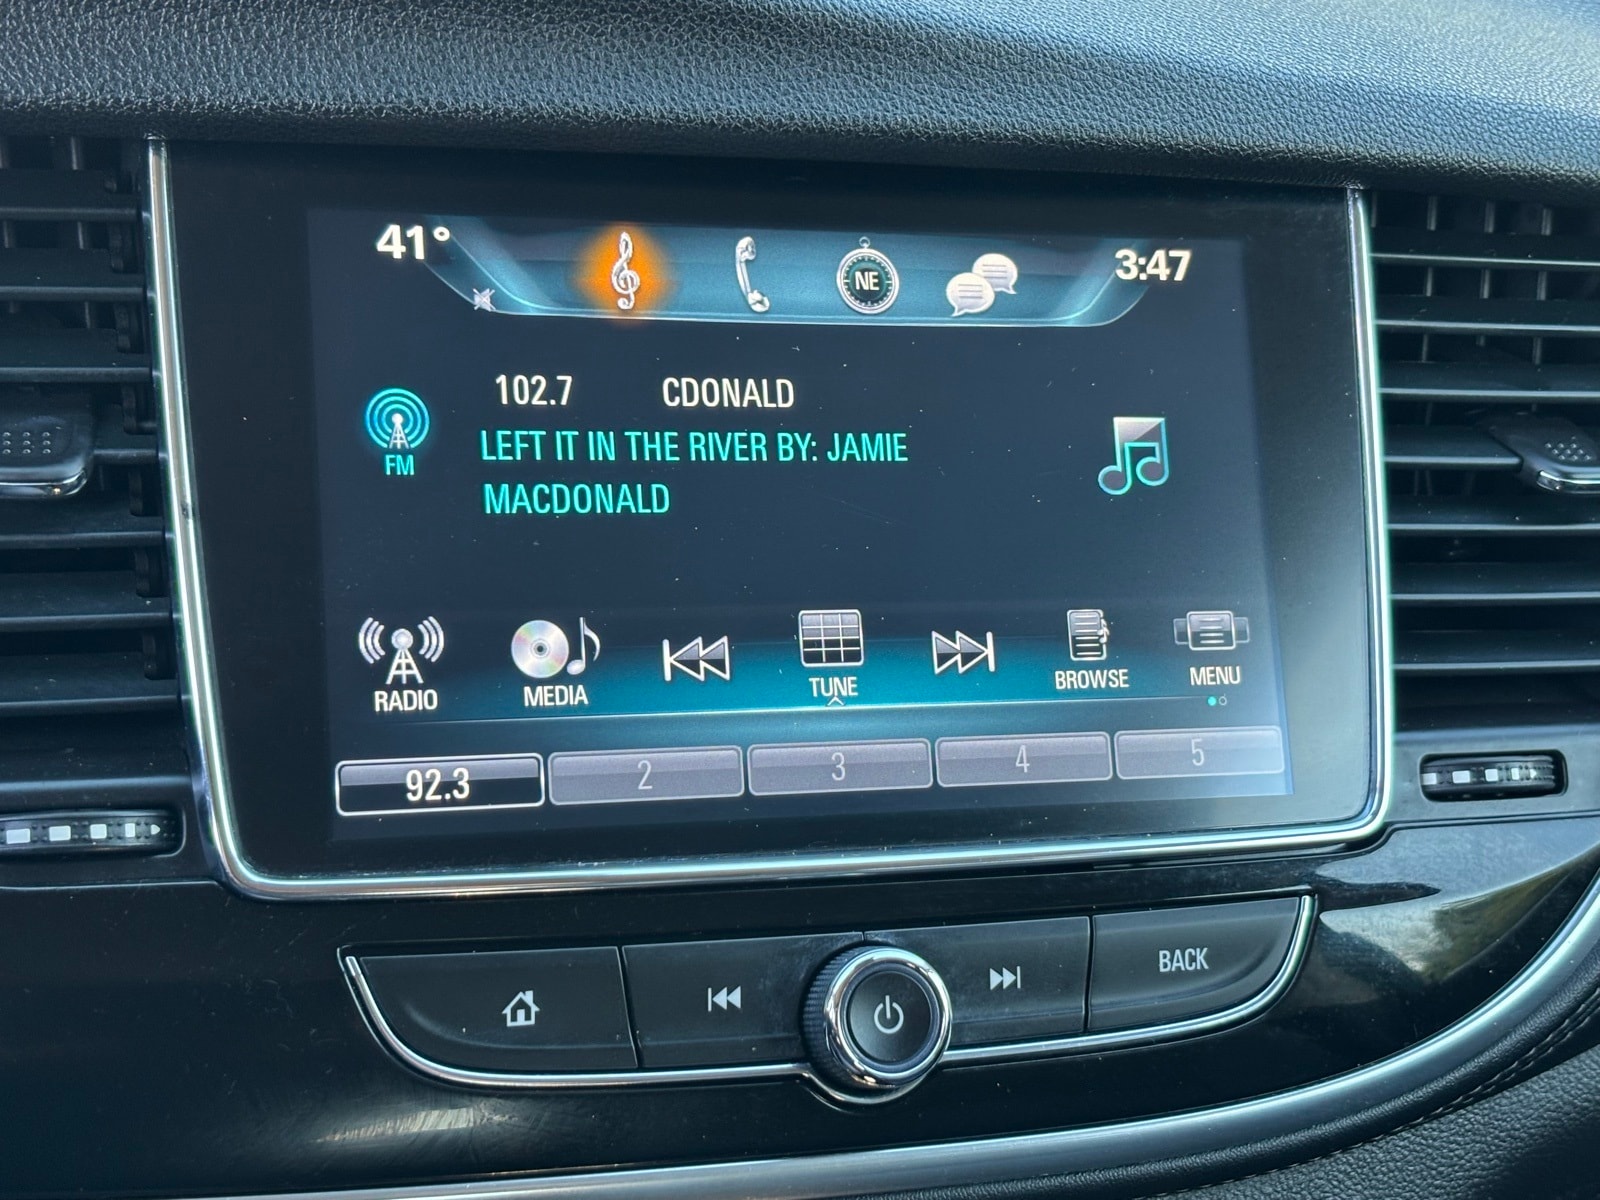 41° NE 3:47
102.7 CDONALD
FM
LEFT IT IN THE RIVER BY: JAMIE
MACDONALD
RADIO MEDIA TUNE BROWSE MENU
92.3 2 3 4 5
BACK